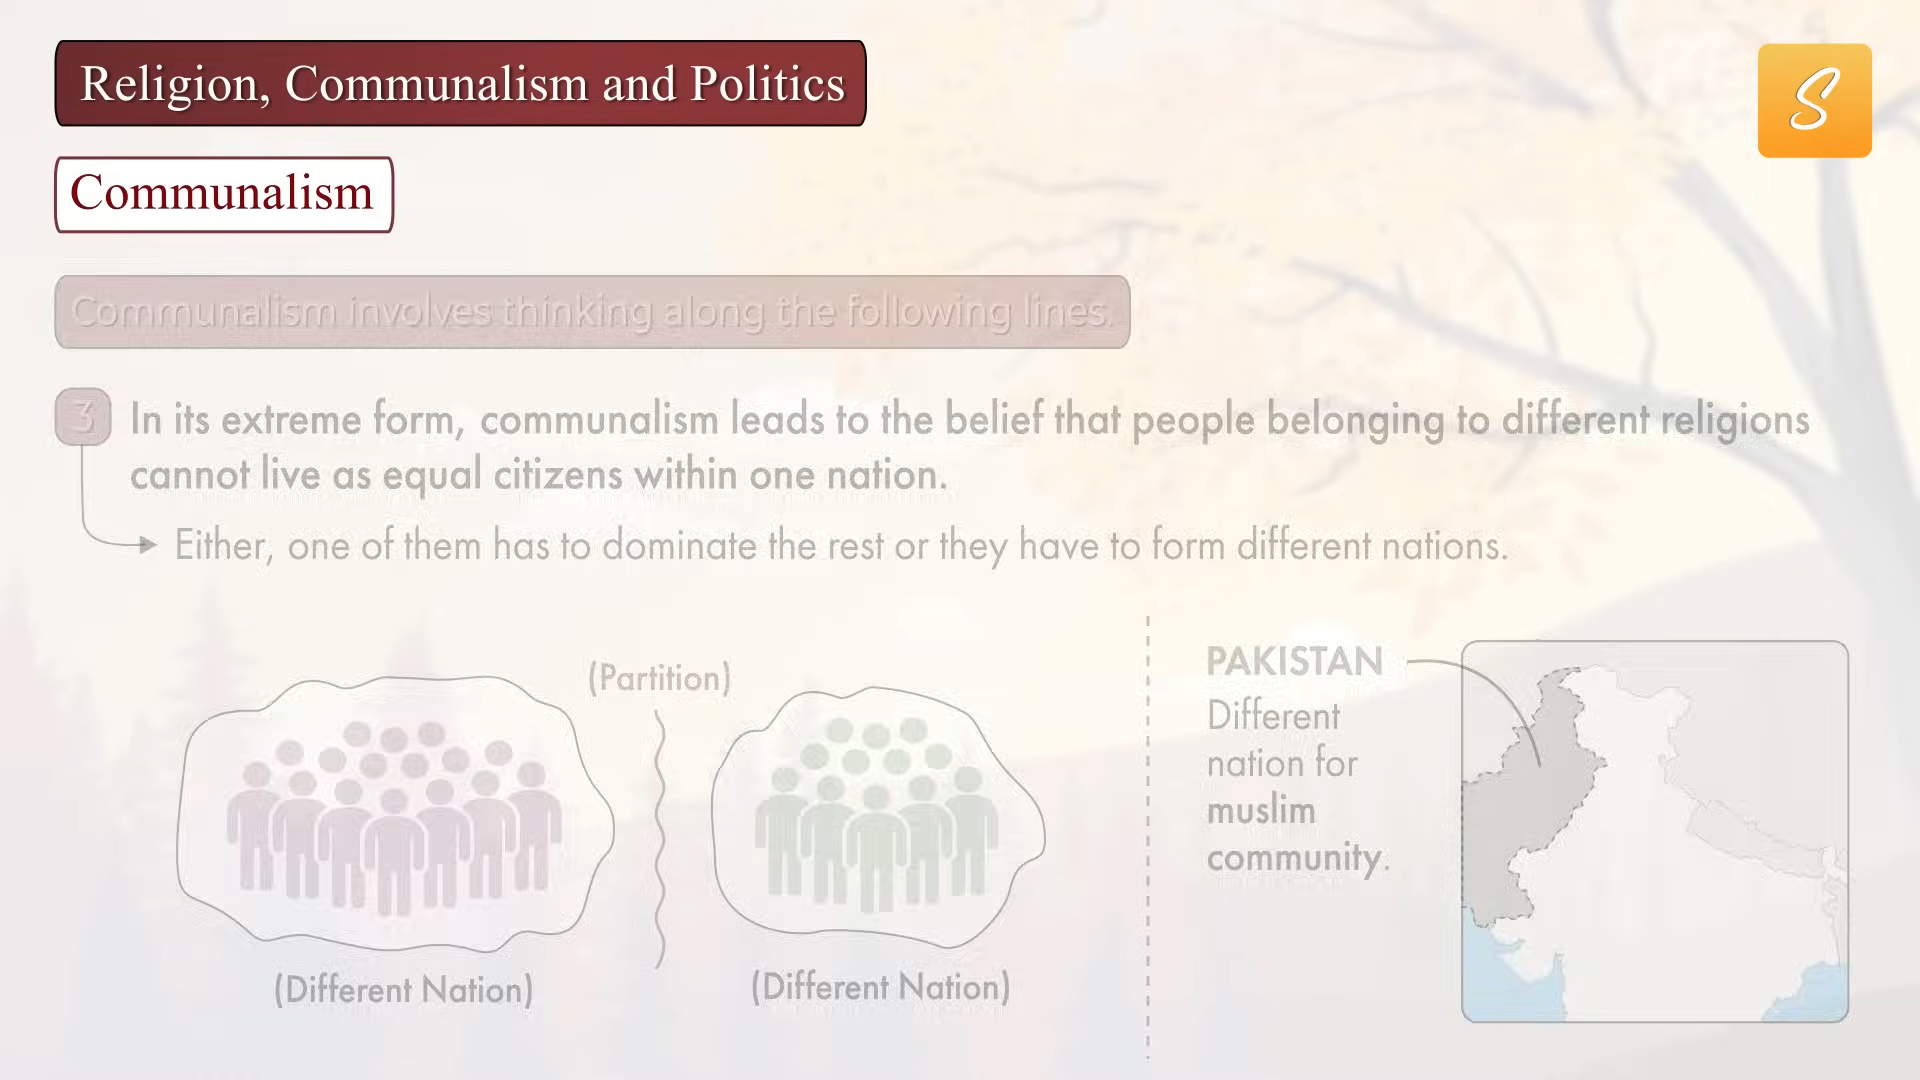 Religion, Communalism and Politics
S
Communalism
Communalism involves thinking along the following lines.
3 In its extreme form, communalism leads to the belief that people belonging to different religions
cannot live as equal citizens within one nation.
Either, one of them has to dominate the rest or they have to form different nations.
(Partition)
(Different Nation)
(Different Nation)
PAKISTAN
Different
nation for
muslim
community.